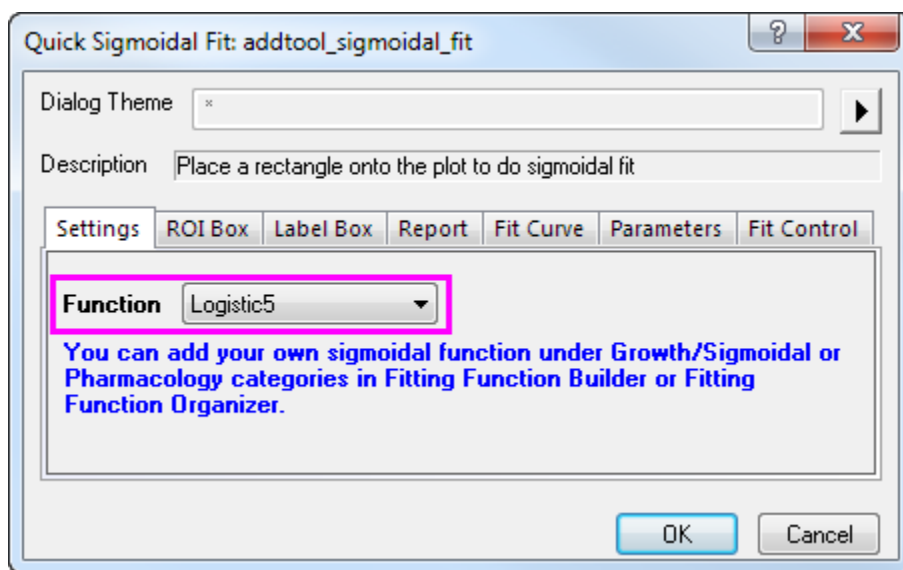 Quick Sigmoidal Fit: addtool_sigmoidal_fit
?
Dialog Theme *
Description Place a rectangle onto the plot to do sigmoidal fit
Settings ROI Box Label Box Report Fit Curve Parameters Fit Control
Function Logistic5
You can add your own sigmoidal function under Growth/Sigmoidal or
Pharmacology categories in Fitting Function Builder or Fitting
Function Organizer.
OK Cancel